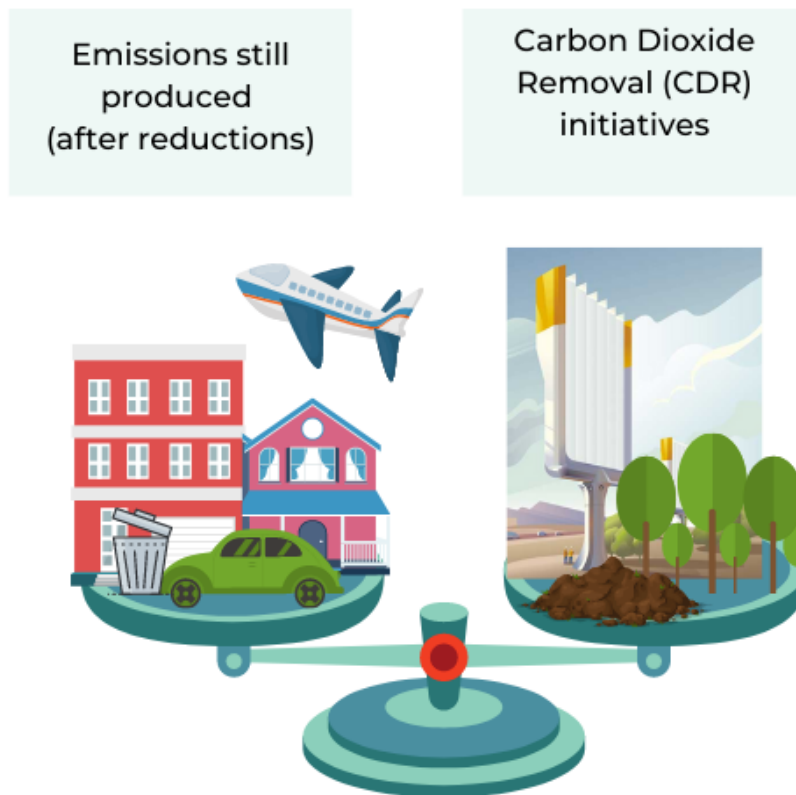 Emissions still
produced
(after reductions)
Carbon Dioxide
Removal (CDR)
initiatives